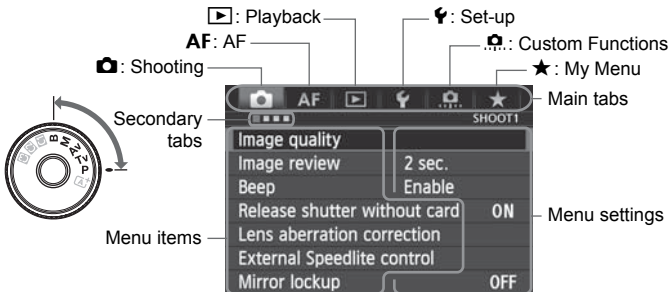 : Playback
: Set-up
AF: AF
: Custom Functions
: Shooting
: My Menu
AF
Main tabs
Secondary
tabs
SHOOT1
Image quality
Image review 2 sec.
Beep Enable
Release shutter without card ON
Menu settings
Menu items
Lens aberration correction
External Speedlite control
Mirror lockup OFF
B
M
Av
Tv
P
A+